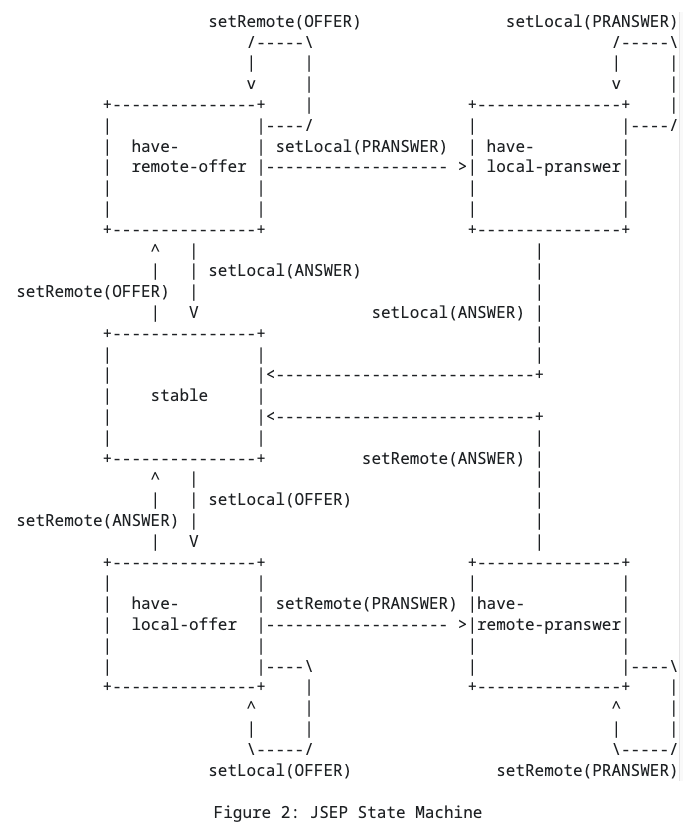 setRemote(OFFER) setLocal(PRANSWER)
have-
remote-offer
setLocal(PRANSWER)
have-
local-pranswer
setRemote(OFFER)
setLocal(ANSWER)
setLocal(ANSWER)
stable
setRemote(ANSWER)
setRemote(ANSWER)
setLocal(OFFER)
have-
local-offer
setRemote(PRANSWER)
have-
remote-pranswer
setLocal(OFFER) setRemote(PRANSWER)
Figure 2: JSEP State Machine